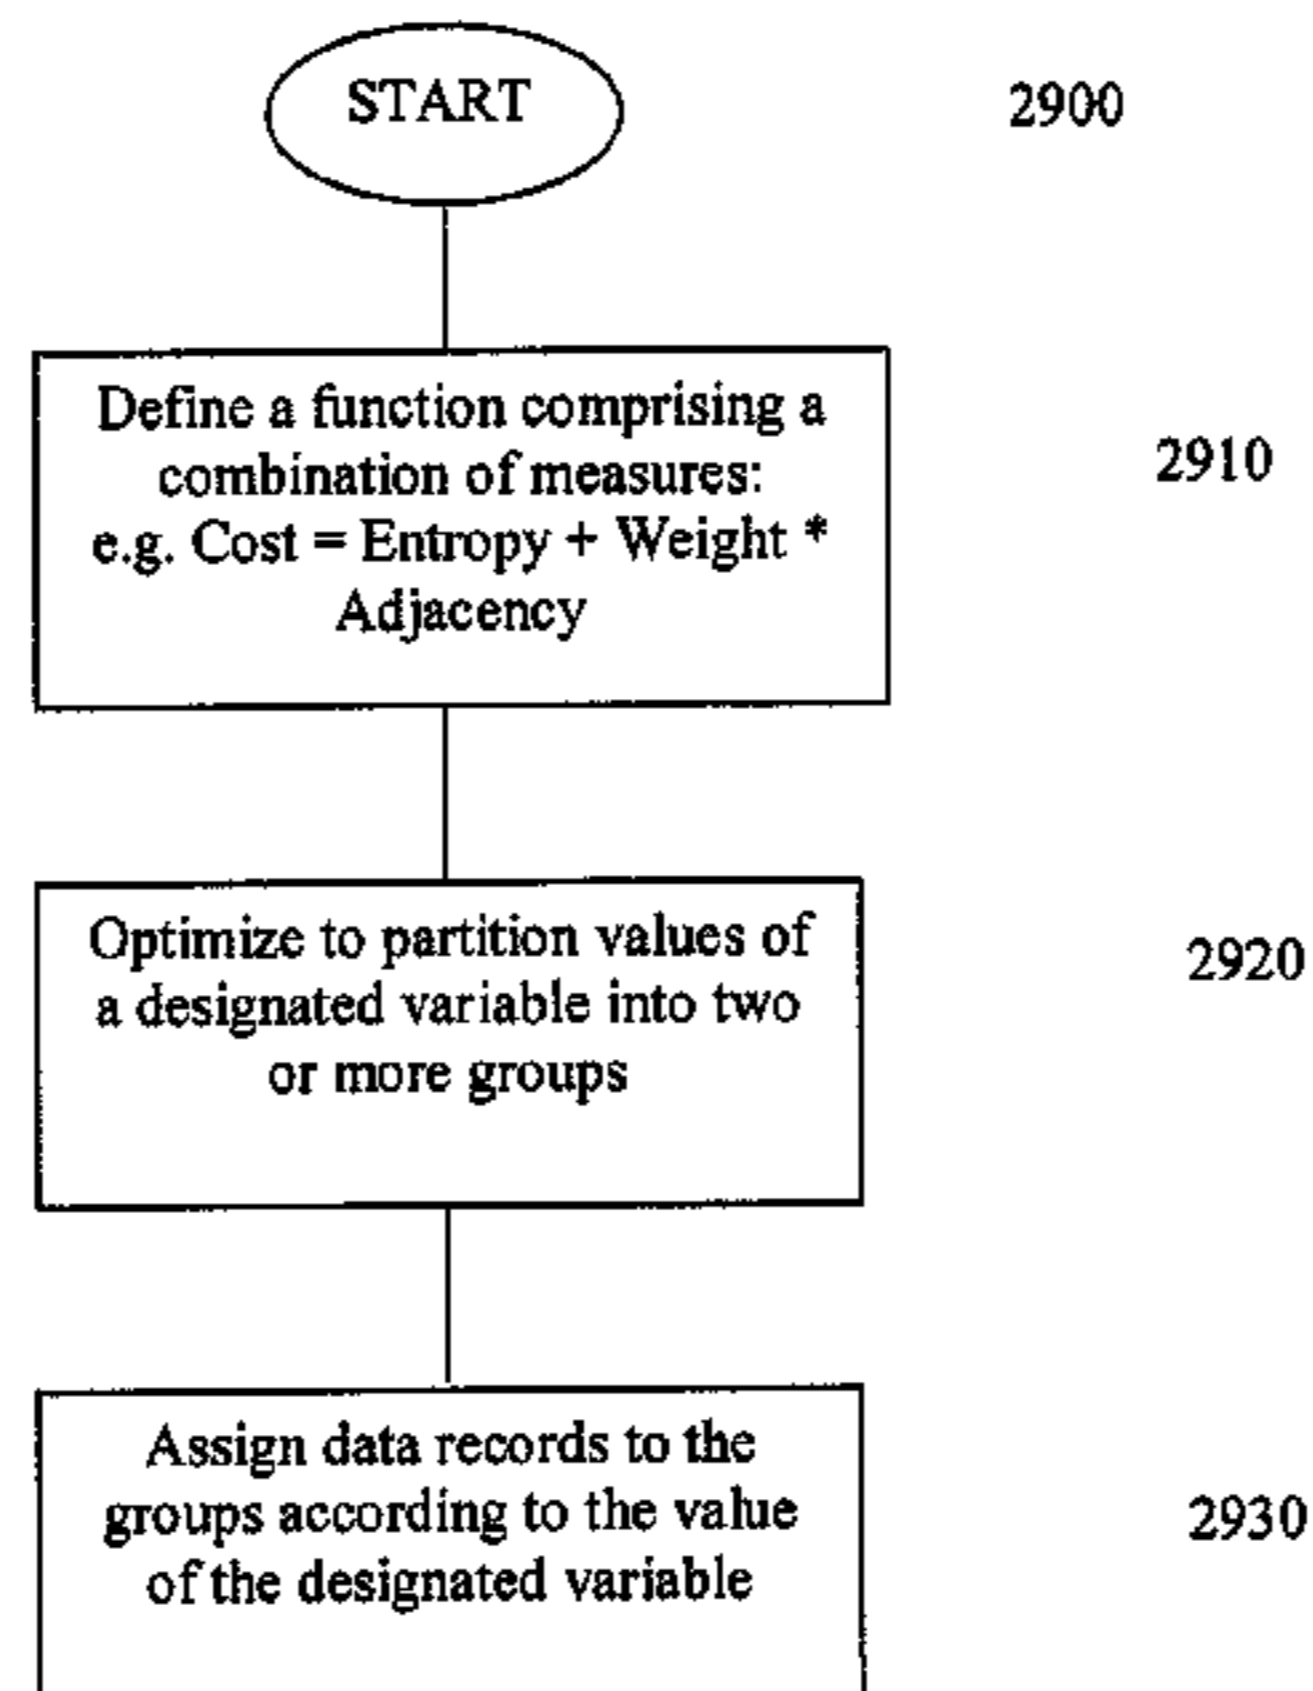 START
2900
Define a function comprising a
combination of measures:
e.g. Cost = Entropy + Weight *
Adjacency
2910
Optimize to partition values of
a designated variable into two
or more groups
2920
Assign data records to the
groups according to the value
of the designated variable
2930